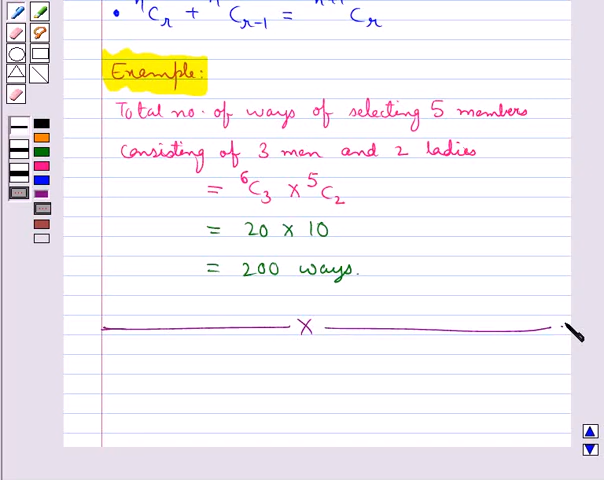 • ⁿCᵣ + ⁿCᵣ₋₁ = ⁿ⁺¹Cᵣ
Example:
Total no. of ways of selecting 5 members
consisting of 3 men and 2 ladies
= ⁶C₃ × ⁵C₂
= 20 × 10
= 200 ways.
X